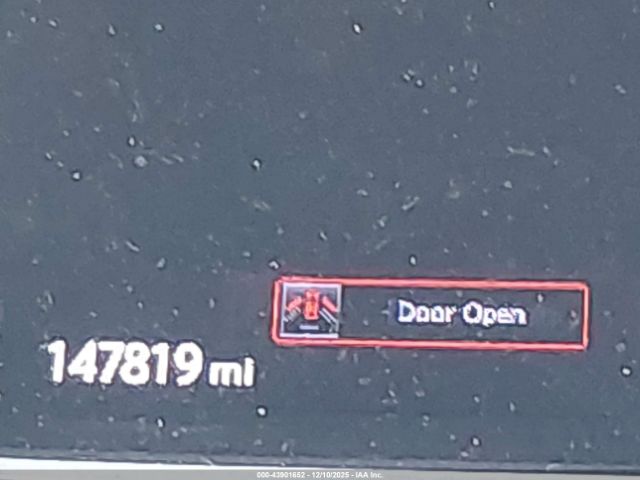 Door Open
147819 mi
000-43901652 - 12/10/2025 - IAA Inc.